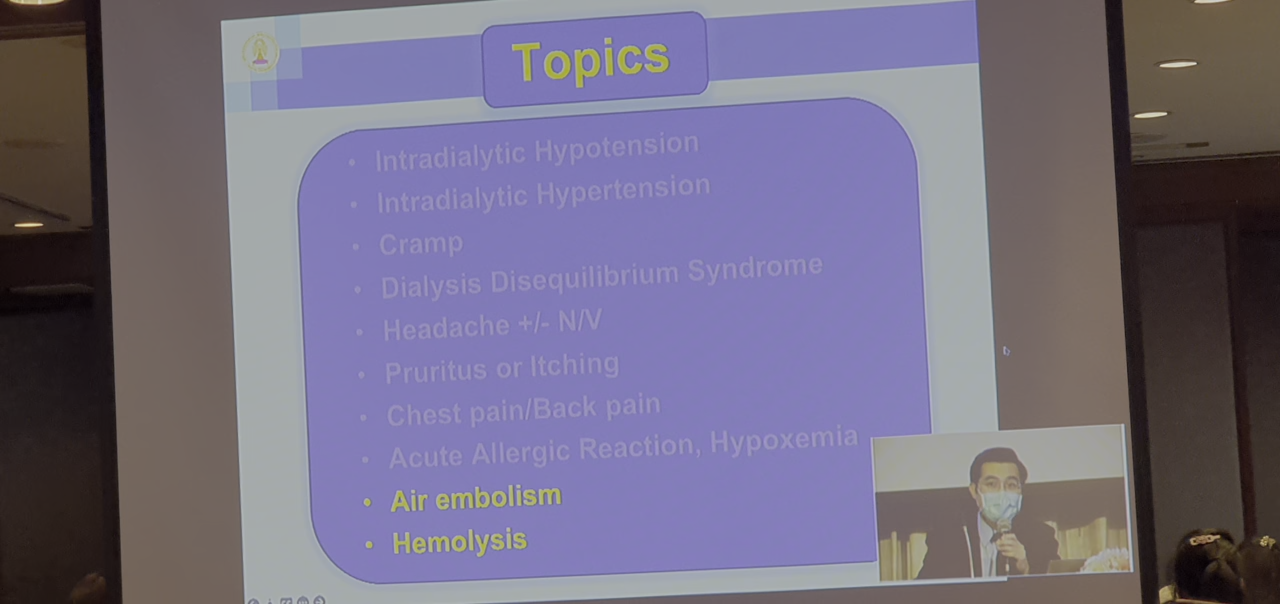 Topics
• Intradialytic Hypotension
• Intradialytic Hypertension
• Cramp
• Dialysis Disequilibrium Syndrome
• Headache +/- N/V
• Pruritus or Itching
• Chest pain/Back pain
• Acute Allergic Reaction, Hypoxemia
• Air embolism
• Hemolysis